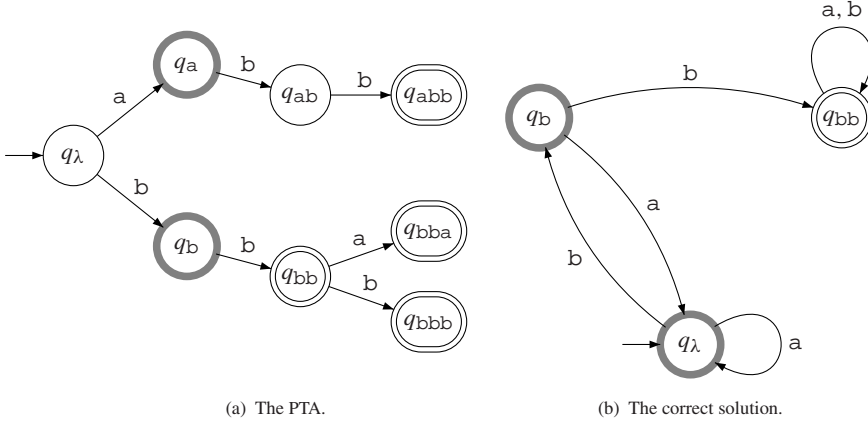 a, b
q_a
b
q_ab
b
q_abb
a
b
q_b
q_bb
q_λ
b
a
q_b
b
q_bb
a
q_bba
b
b
q_bbb
q_λ
a
(a) The PTA.
(b) The correct solution.